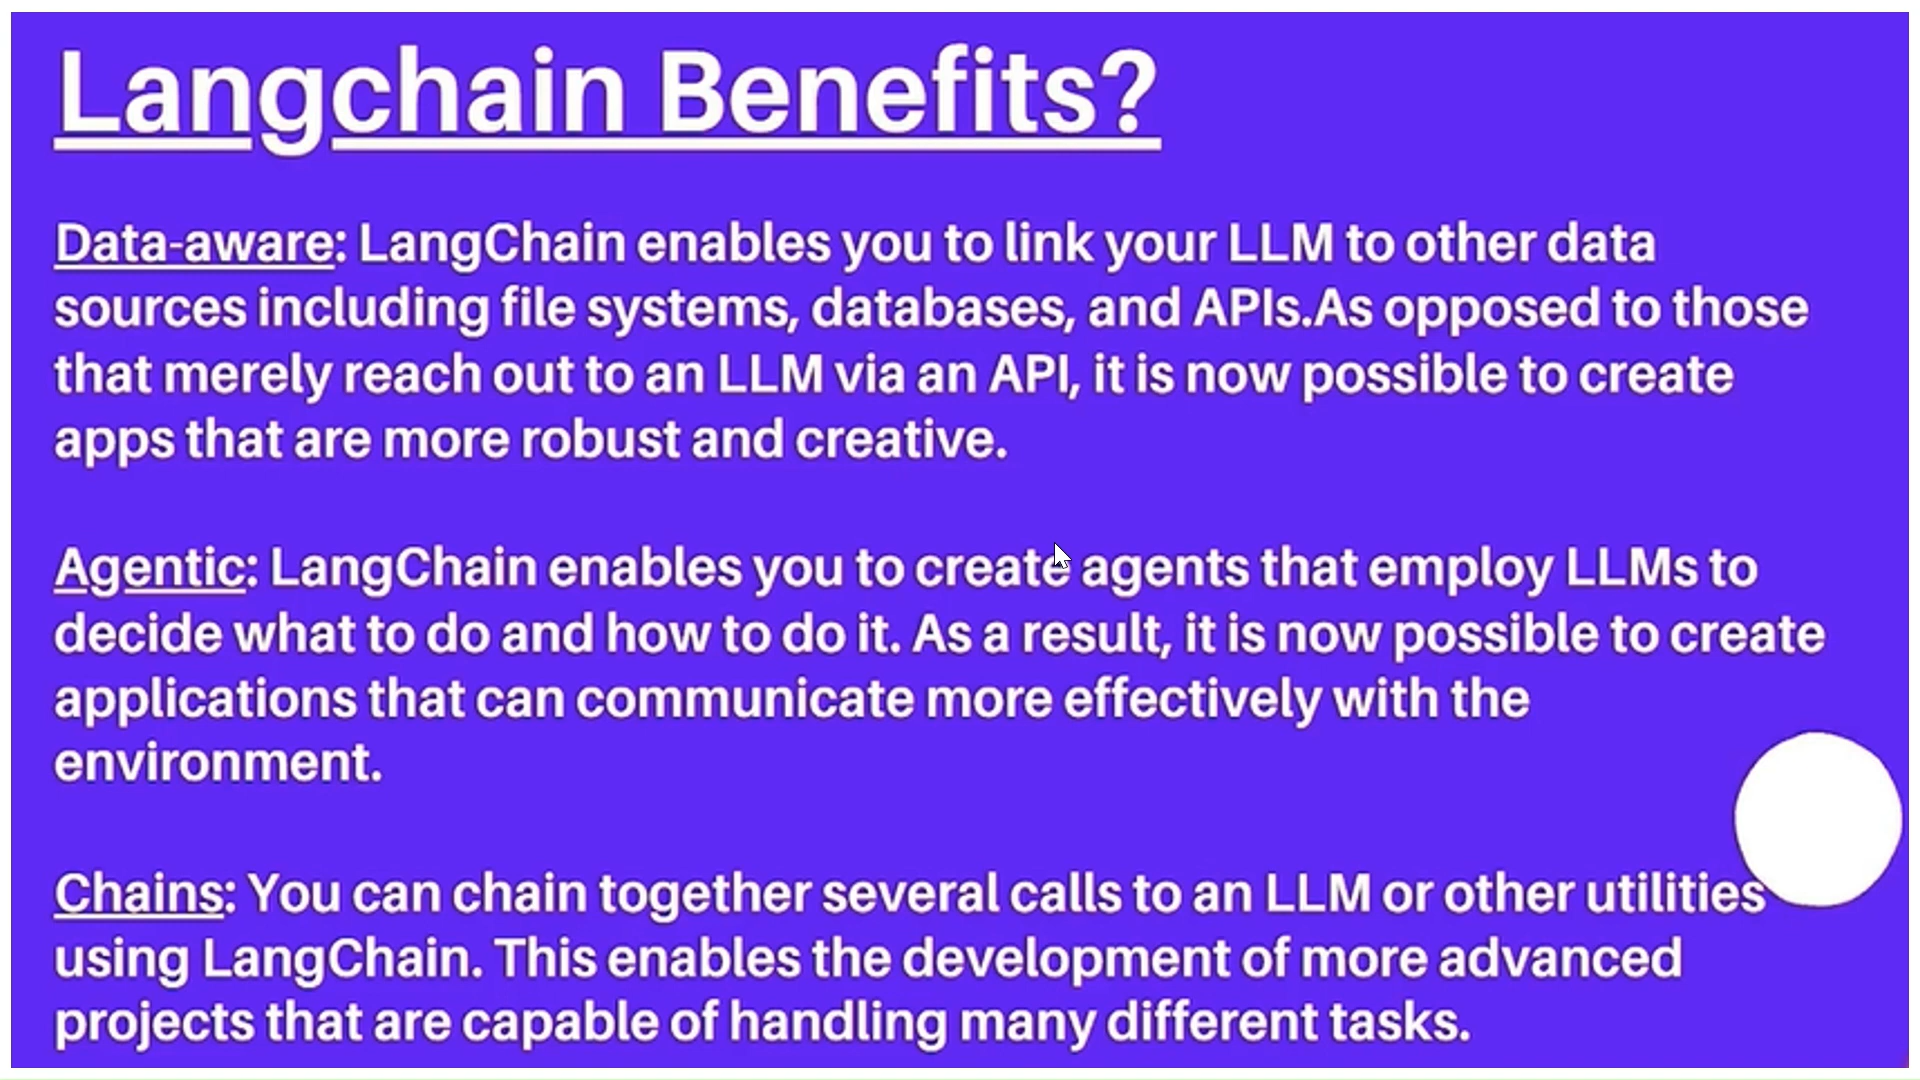 Langchain Benefits?
Data-aware: LangChain enables you to link your LLM to other data
sources including file systems, databases, and APIs.As opposed to those
that merely reach out to an LLM via an API, it is now possible to create
apps that are more robust and creative.
Agentic: LangChain enables you to create agents that employ LLMs to
decide what to do and how to do it. As a result, it is now possible to create
applications that can communicate more effectively with the
environment.
Chains: You can chain together several calls to an LLM or other utilities
using LangChain. This enables the development of more advanced
projects that are capable of handling many different tasks.